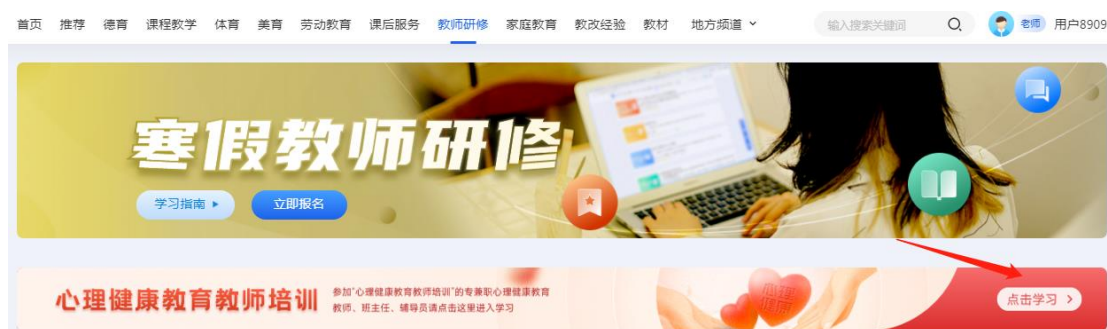 首页 推荐 德育 课程教学 体育 美育 劳动教育 课后服务 教师研修 家庭教育 教改经验 教材 地方频道 输入搜索关键词 老师 用户8909
寒假教师研修
学习指南 立即报名
心理健康教育教师培训
参加“心理健康教育教师培训”的专兼职心理健康教育
教师、班主任、辅导员请点击这里进入学习
心理
健康
点击学习 >